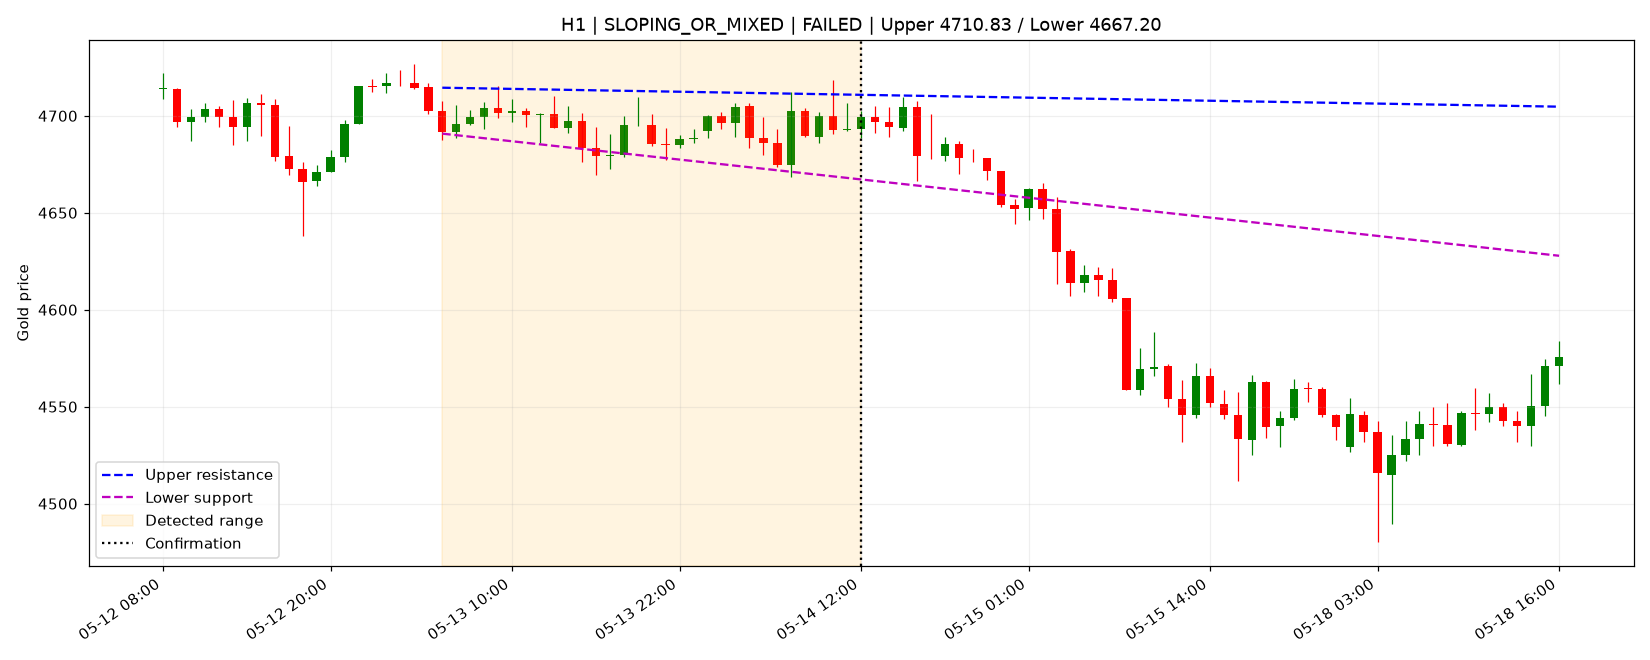 H1 | SLOPING_OR_MIXED | FAILED | Upper 4710.83 / Lower 4667.20
Gold price
4700
4650
4600
4550
4500
Upper resistance
Lower support
Detected range
Confirmation
05-12 08:00
05-12 20:00
05-13 10:00
05-13 22:00
05-14 12:00
05-15 01:00
05-15 14:00
05-18 03:00
05-18 16:00